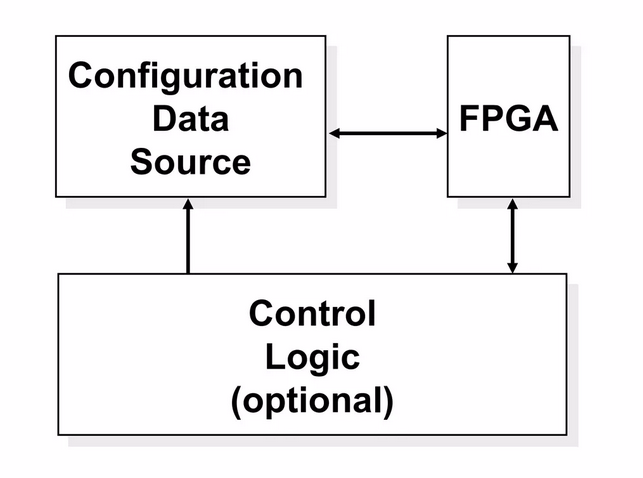 Configuration
Data
Source
FPGA
Control
Logic
(optional)